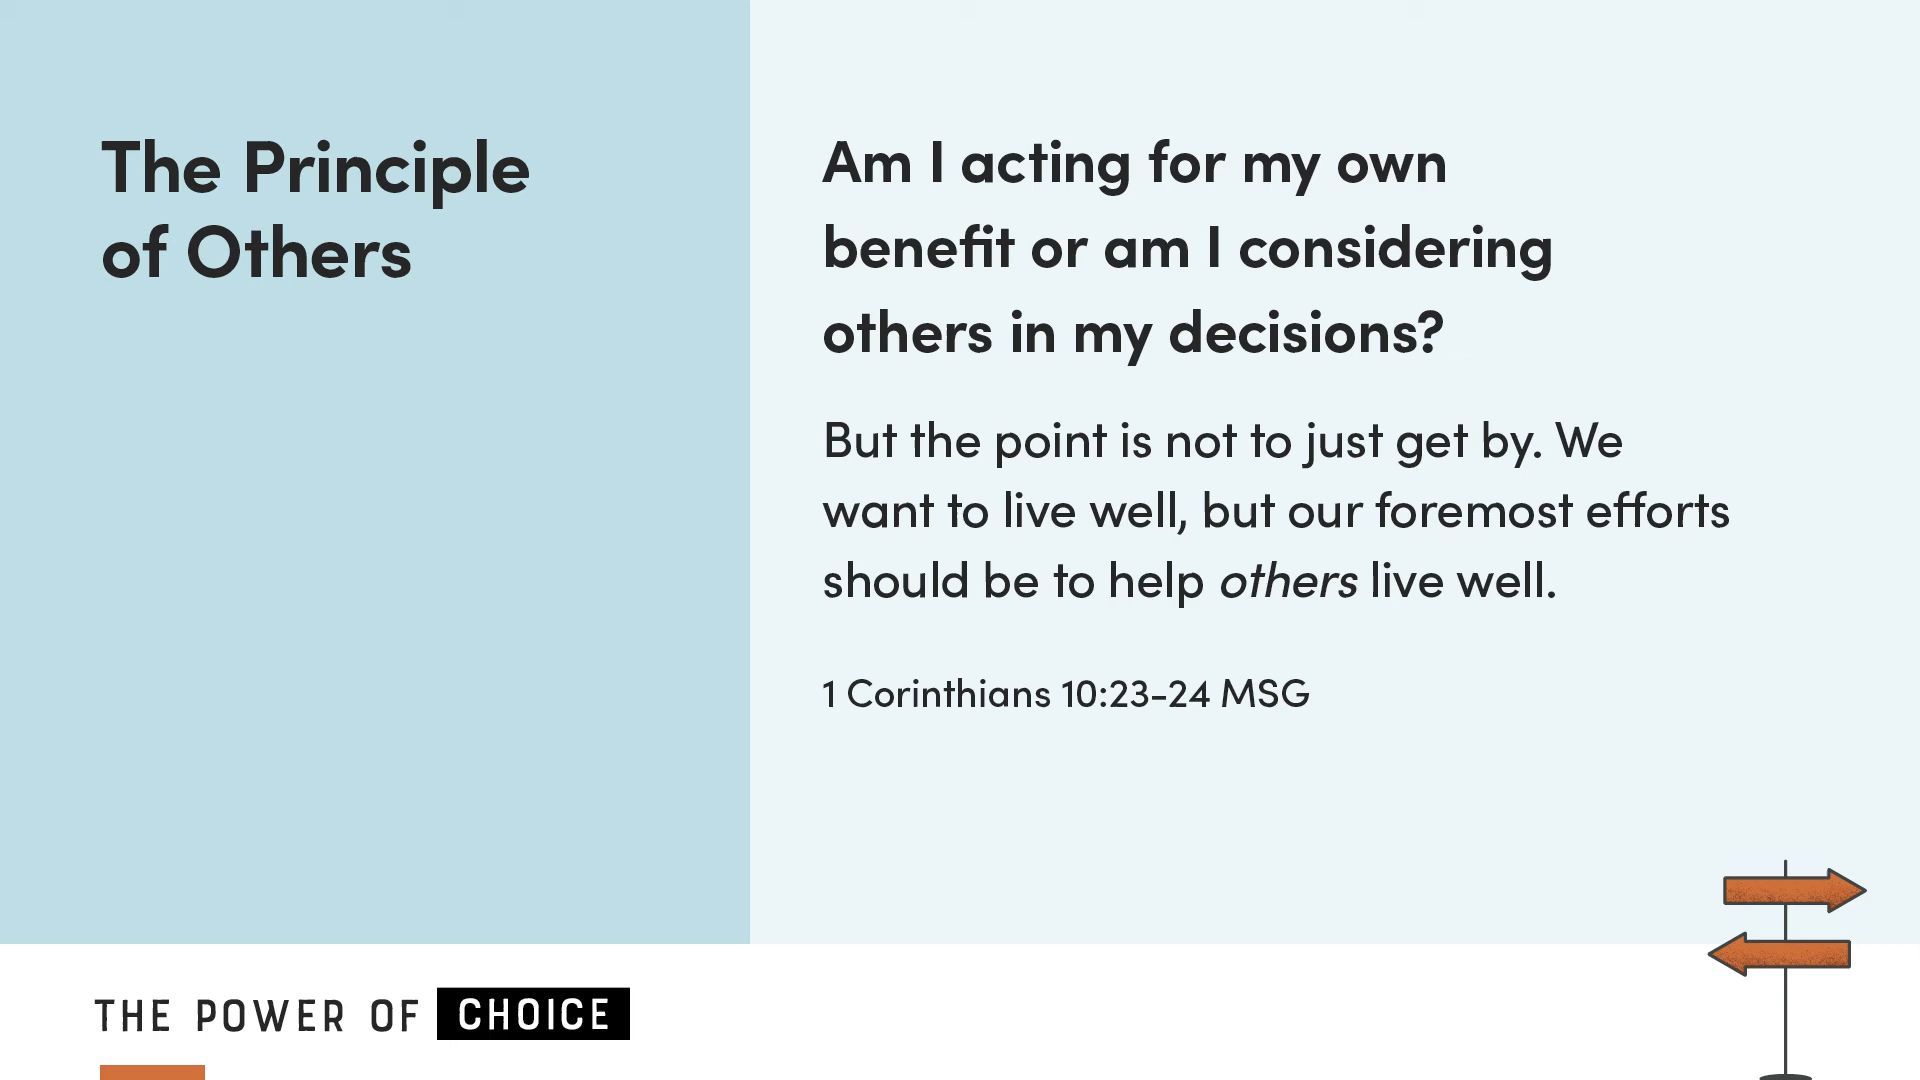 The Principle
of Others
Am I acting for my own
benefit or am I considering
others in my decisions?
But the point is not to just get by. We
want to live well, but our foremost efforts
should be to help others live well.
1 Corinthians 10:23-24 MSG
THE POWER OF CHOICE